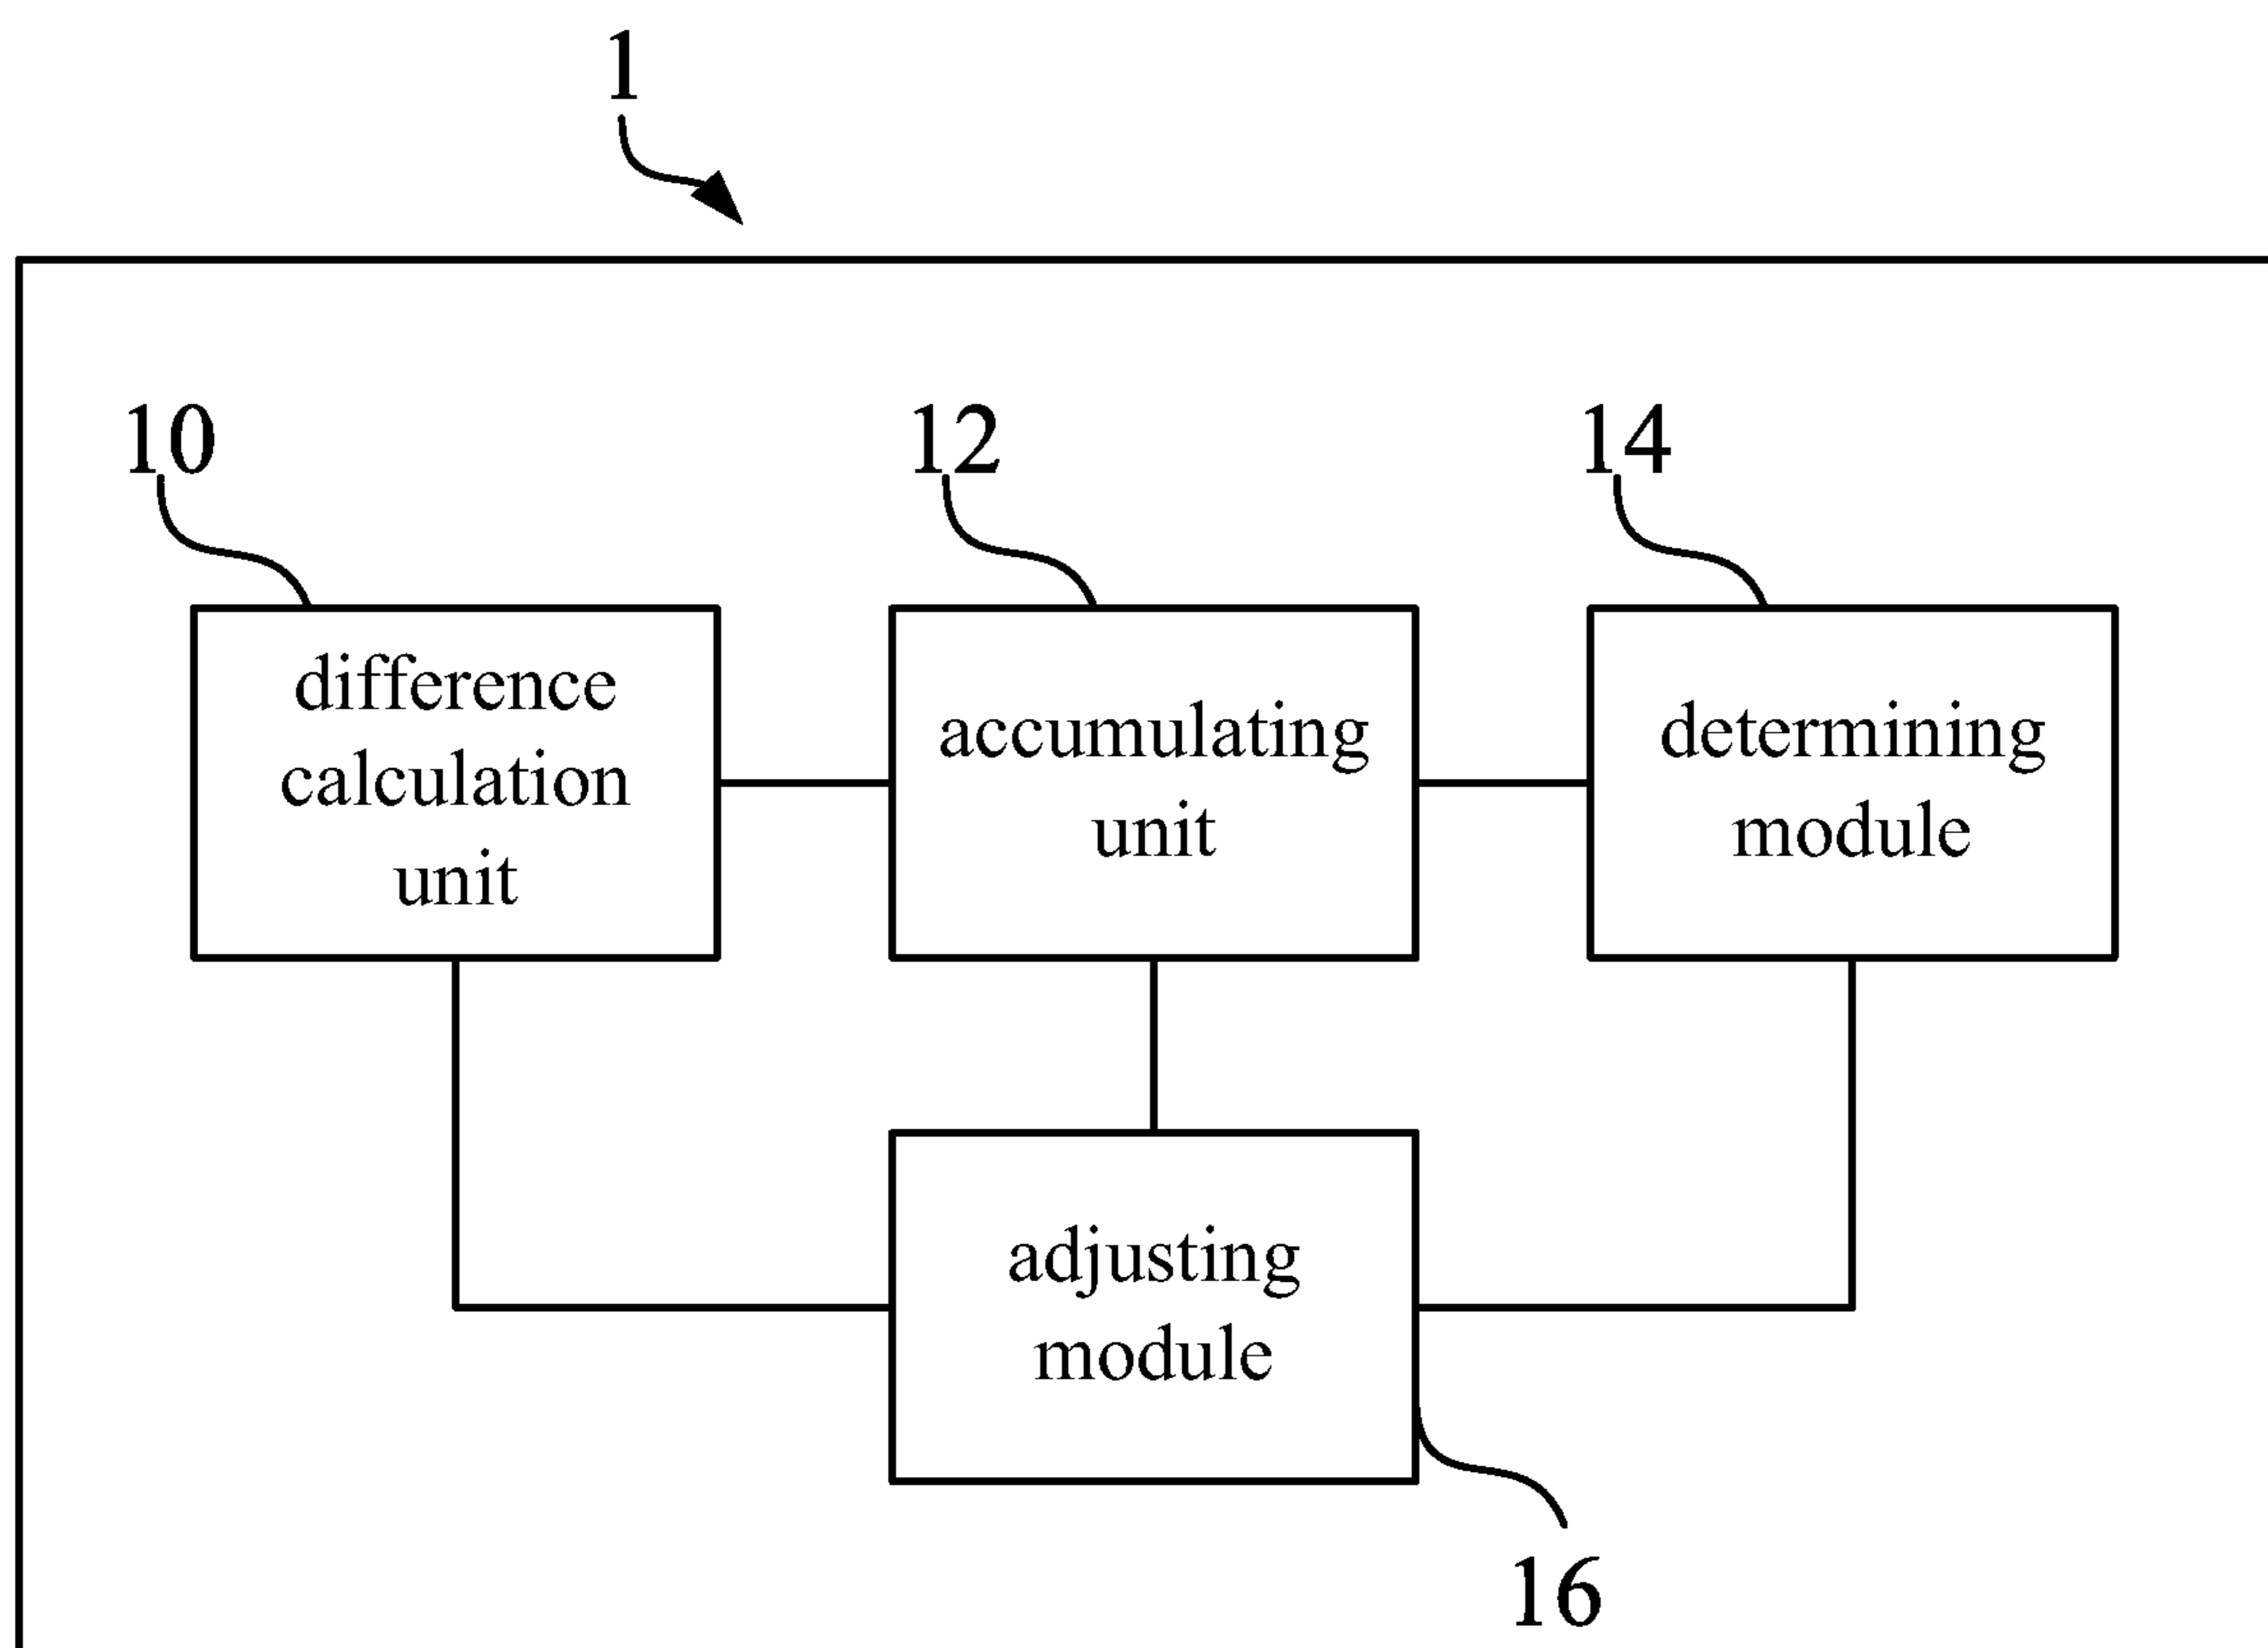 1
10
12
14
difference
calculation
unit
accumulating
unit
determining
module
adjusting
module
16